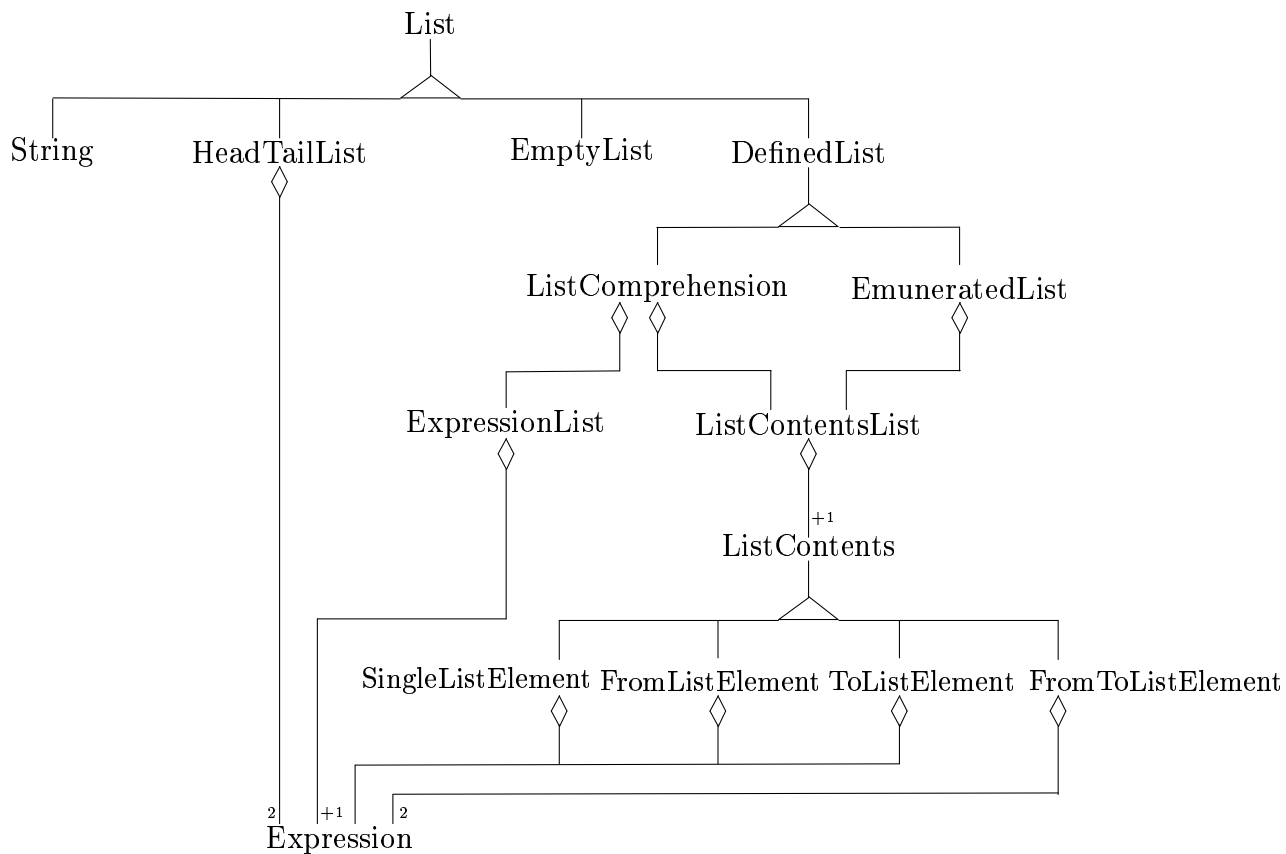 List
String HeadTailList EmptyList DefinedList
ListComprehension EmuneratedList
ExpressionList ListContentsList
+1
ListContents
SingleListElement FromListElement ToListElement FromToListElement
2 +1 2
Expression